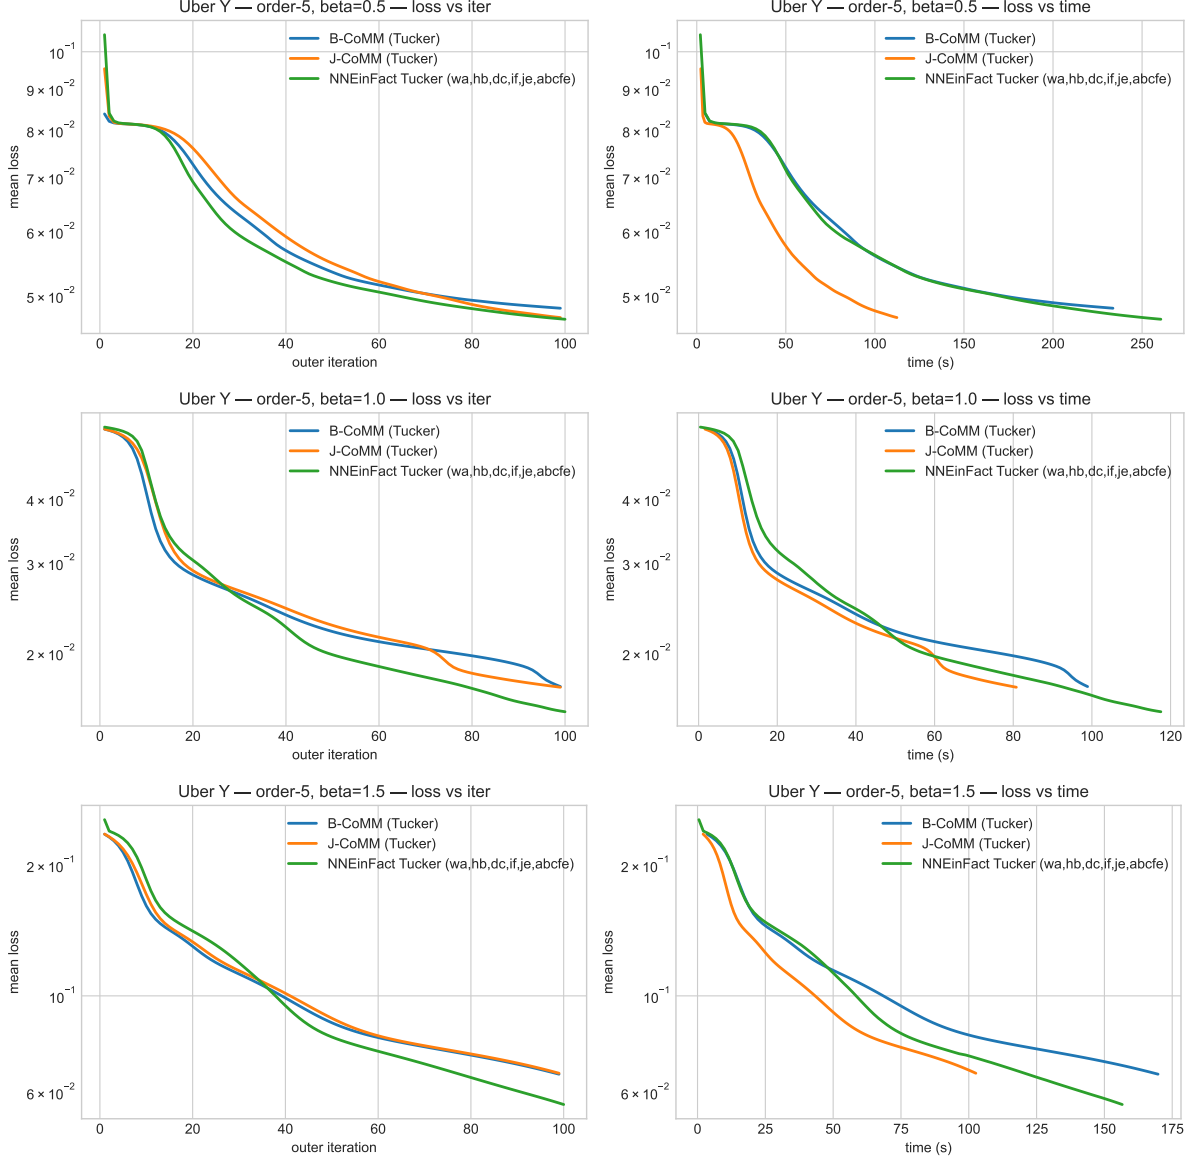 Uber Y — order-5, beta=0.5 — loss vs iter
B-CoMM (Tucker)
J-CoMM (Tucker)
NNEinFact Tucker (wa,hb,dc,if,je,abcfe)
mean loss
10⁻¹
9 × 10⁻²
8 × 10⁻²
7 × 10⁻²
6 × 10⁻²
5 × 10⁻²
0 20 40 60 80 100
outer iteration
Uber Y — order-5, beta=0.5 — loss vs time
B-CoMM (Tucker)
J-CoMM (Tucker)
NNEinFact Tucker (wa,hb,dc,if,je,abcfe)
mean loss
10⁻¹
9 × 10⁻²
8 × 10⁻²
7 × 10⁻²
6 × 10⁻²
5 × 10⁻²
0 50 100 150 200 250
time (s)
Uber Y — order-5, beta=1.0 — loss vs iter
B-CoMM (Tucker)
J-CoMM (Tucker)
NNEinFact Tucker (wa,hb,dc,if,je,abcfe)
mean loss
4 × 10⁻²
3 × 10⁻²
2 × 10⁻²
0 20 40 60 80 100
outer iteration
Uber Y — order-5, beta=1.0 — loss vs time
B-CoMM (Tucker)
J-CoMM (Tucker)
NNEinFact Tucker (wa,hb,dc,if,je,abcfe)
mean loss
4 × 10⁻²
3 × 10⁻²
2 × 10⁻²
0 20 40 60 80 100 120
time (s)
Uber Y — order-5, beta=1.5 — loss vs iter
B-CoMM (Tucker)
J-CoMM (Tucker)
NNEinFact Tucker (wa,hb,dc,if,je,abcfe)
mean loss
2 × 10⁻¹
10⁻¹
6 × 10⁻²
0 20 40 60 80 100
outer iteration
Uber Y — order-5, beta=1.5 — loss vs time
B-CoMM (Tucker)
J-CoMM (Tucker)
NNEinFact Tucker (wa,hb,dc,if,je,abcfe)
mean loss
2 × 10⁻¹
10⁻¹
6 × 10⁻²
0 25 50 75 100 125 150 175
time (s)